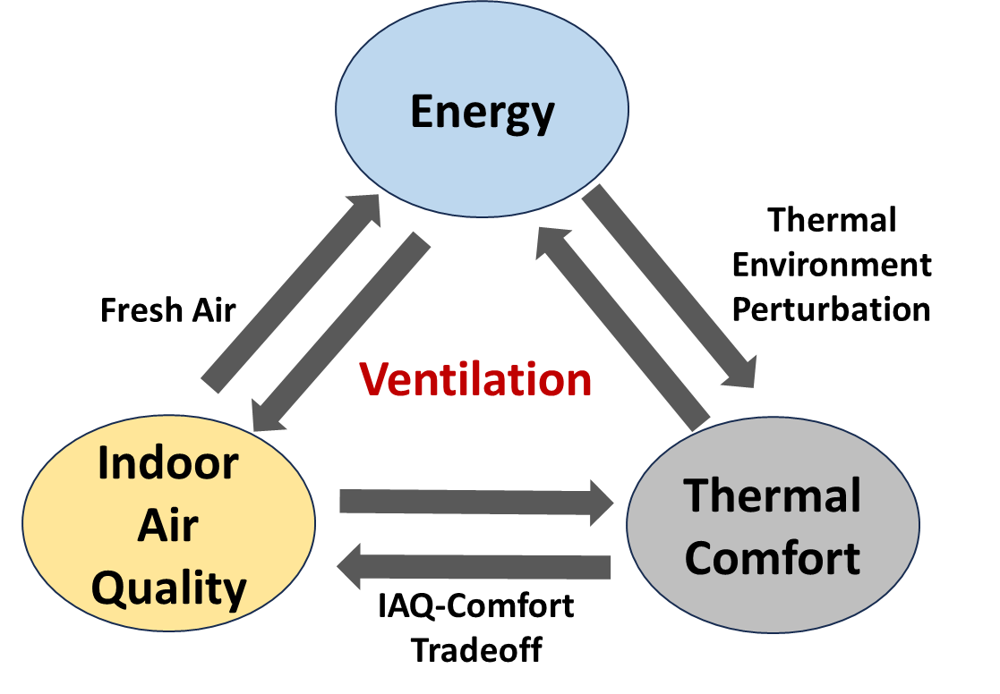 Energy
Thermal
Environment
Perturbation
Fresh Air
Ventilation
Indoor
Air
Quality
Thermal
Comfort
IAQ-Comfort
Tradeoff